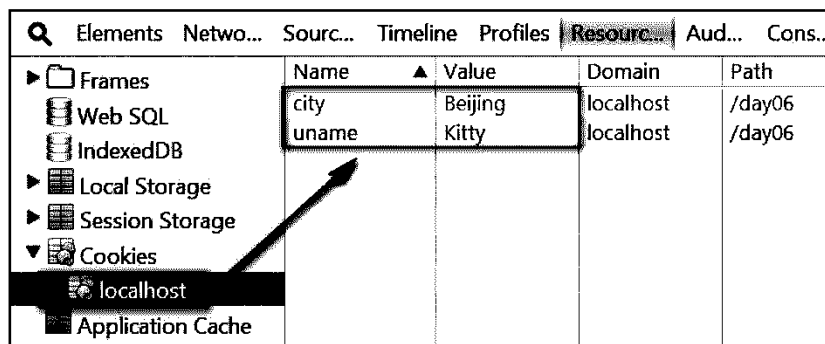 Elements Netwo... Sourc... Timeline Profiles Resourc... Aud... Cons..
Frames
Web SQL
IndexedDB
Local Storage
Session Storage
Cookies
localhost
Application Cache
Name Value Domain Path
city Beijing localhost /day06
uname Kitty localhost /day06